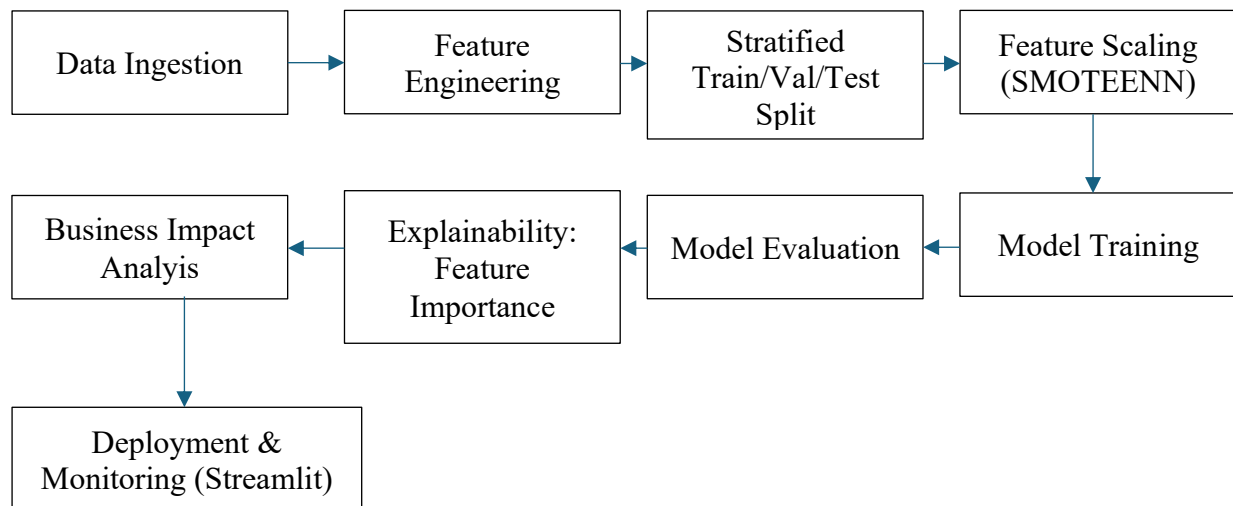 Data Ingestion
Feature
Engineering
Stratified
Train/Val/Test
Split
Feature Scaling
(SMOTEENN)
Business Impact
Analyis
Explainability:
Feature
Importance
Model Evaluation
Model Training
Deployment &
Monitoring (Streamlit)